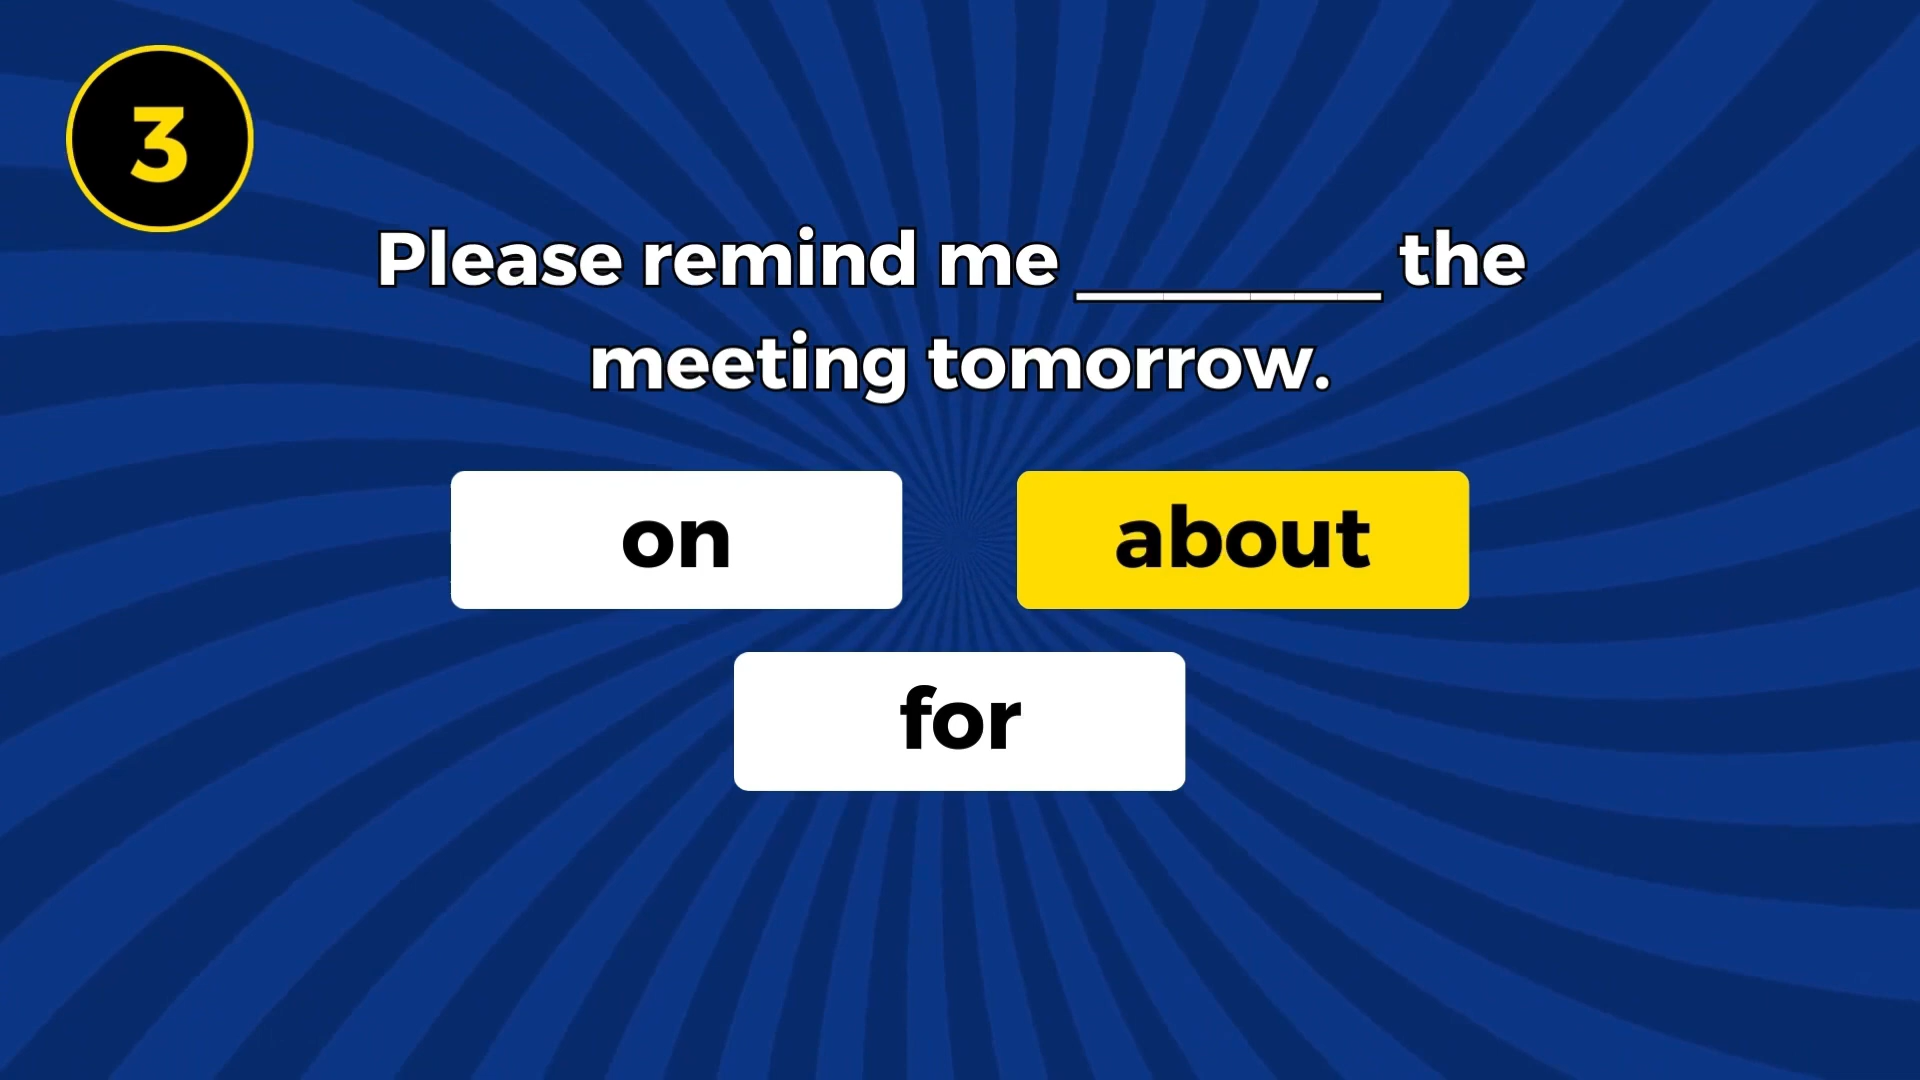 3
Please remind me ________ the
meeting tomorrow.
on
about
for